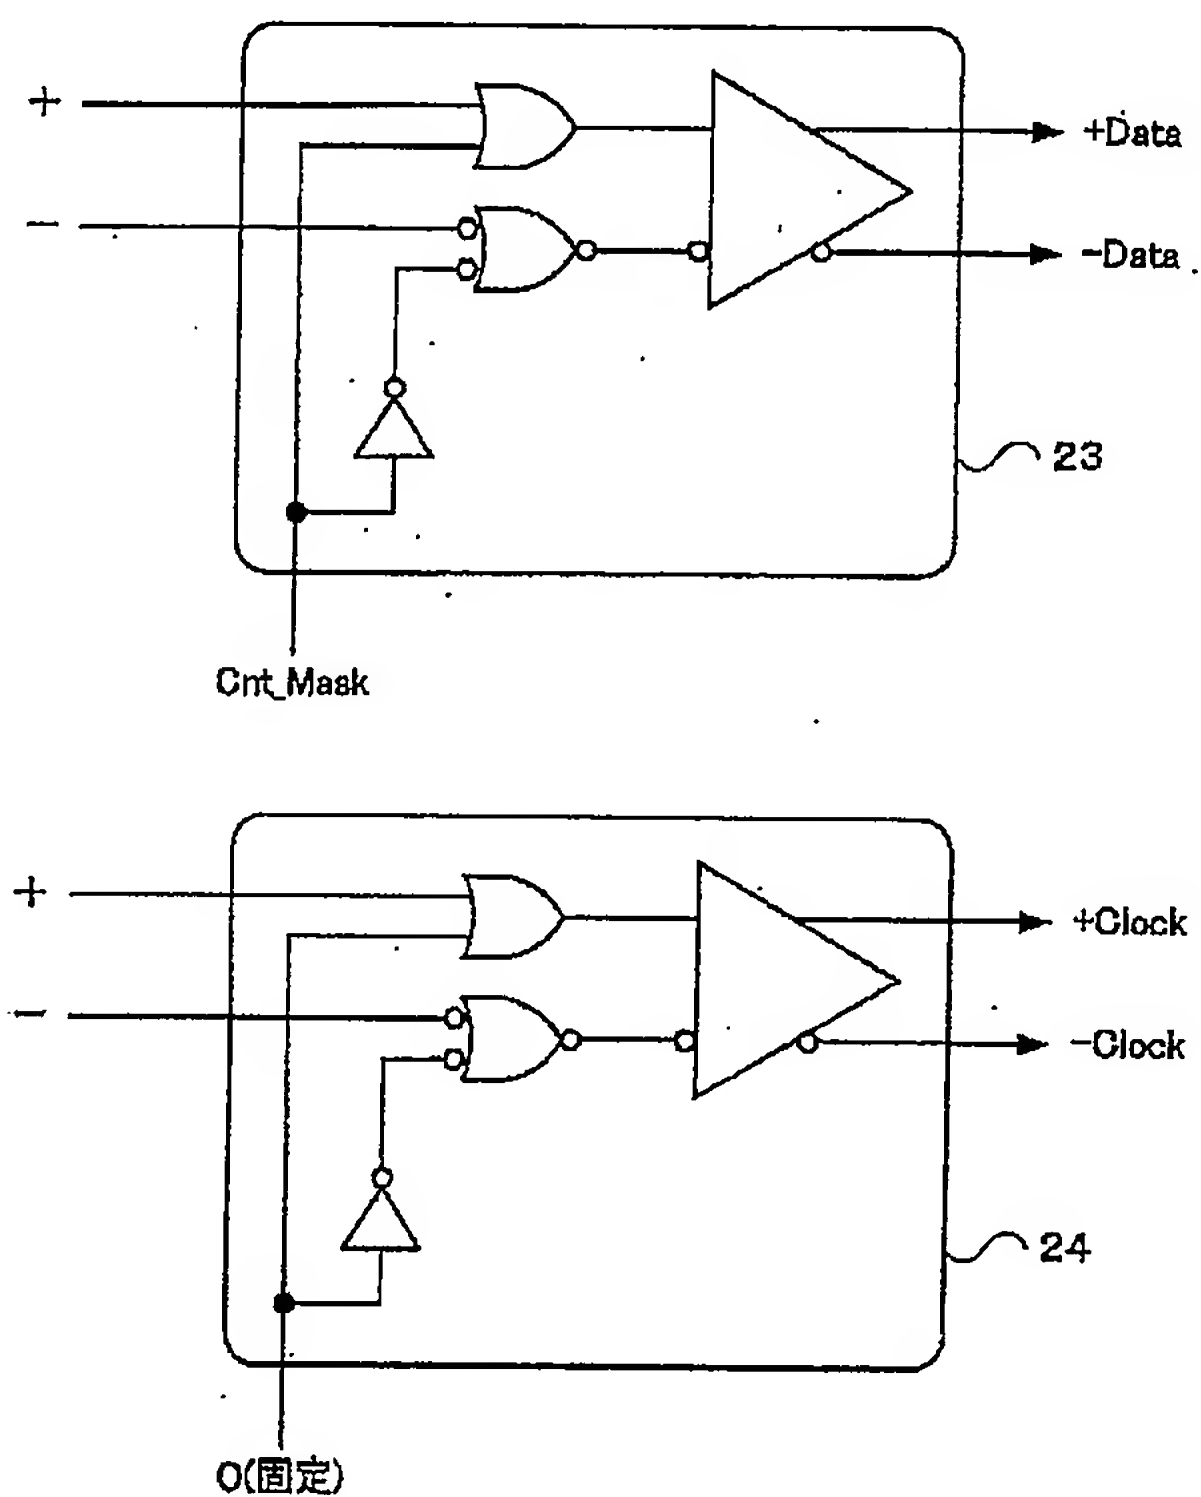 +
+Data
−
−Data
23
Cnt_Mask
+
+Clock
−
−Clock
24
0(固定)